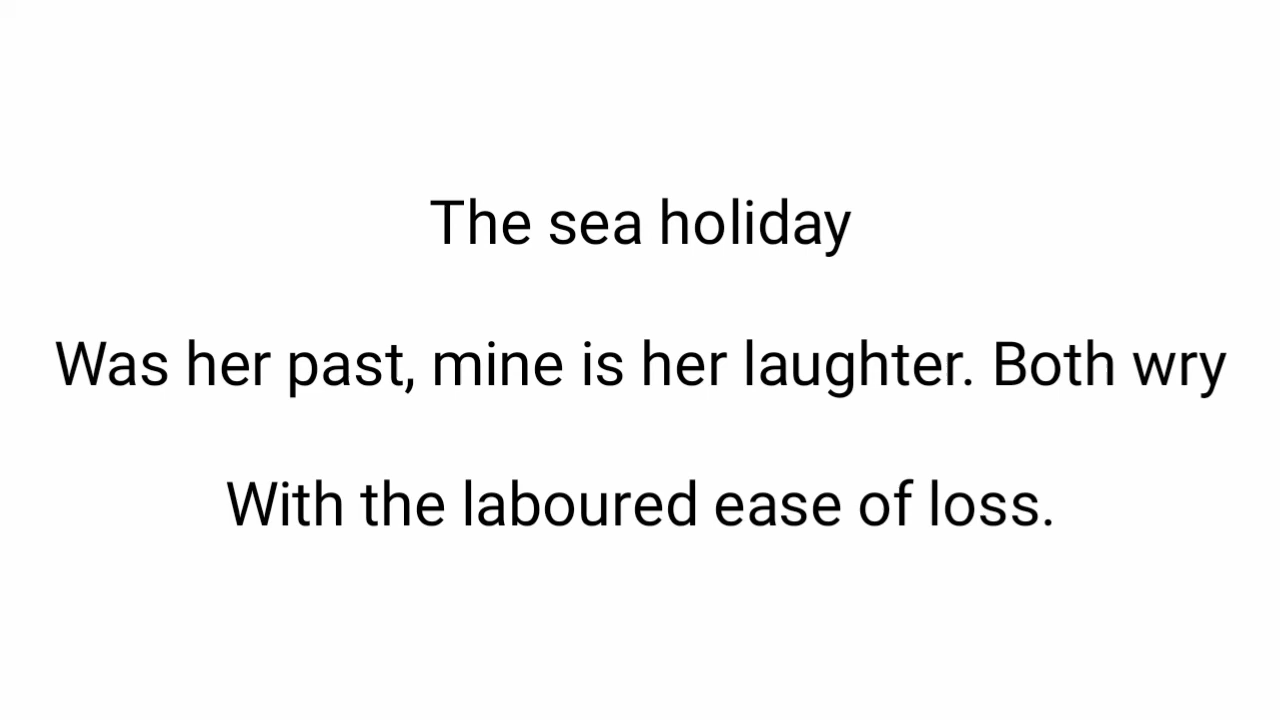 The sea holiday
Was her past, mine is her laughter. Both wry
With the laboured ease of loss.